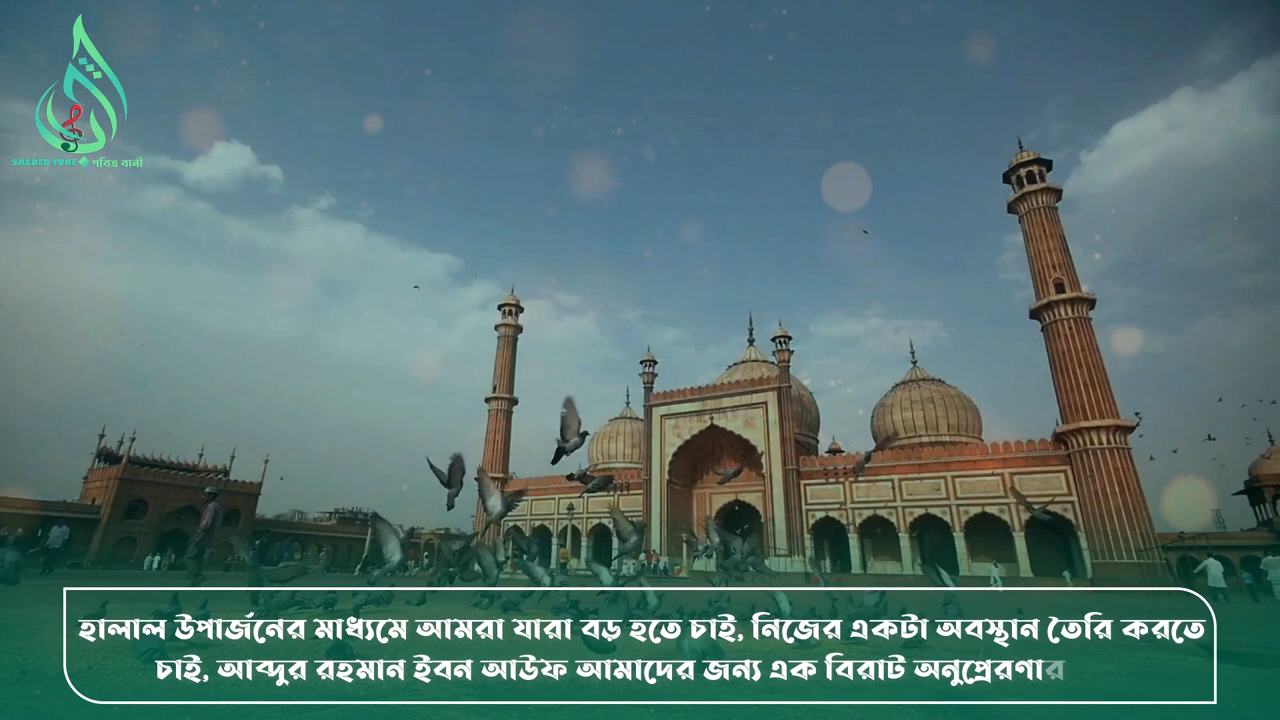 SACRED TUBE পবিত্র বানী
হালাল উপার্জনের মাধ্যমে আমরা যারা বড় হতে চাই, নিজের একটা অবস্থান তৈরি করতে
চাই, আব্দুর রহমান ইবন আউফ আমাদের জন্য এক বিরাট অনুপ্রেরণার